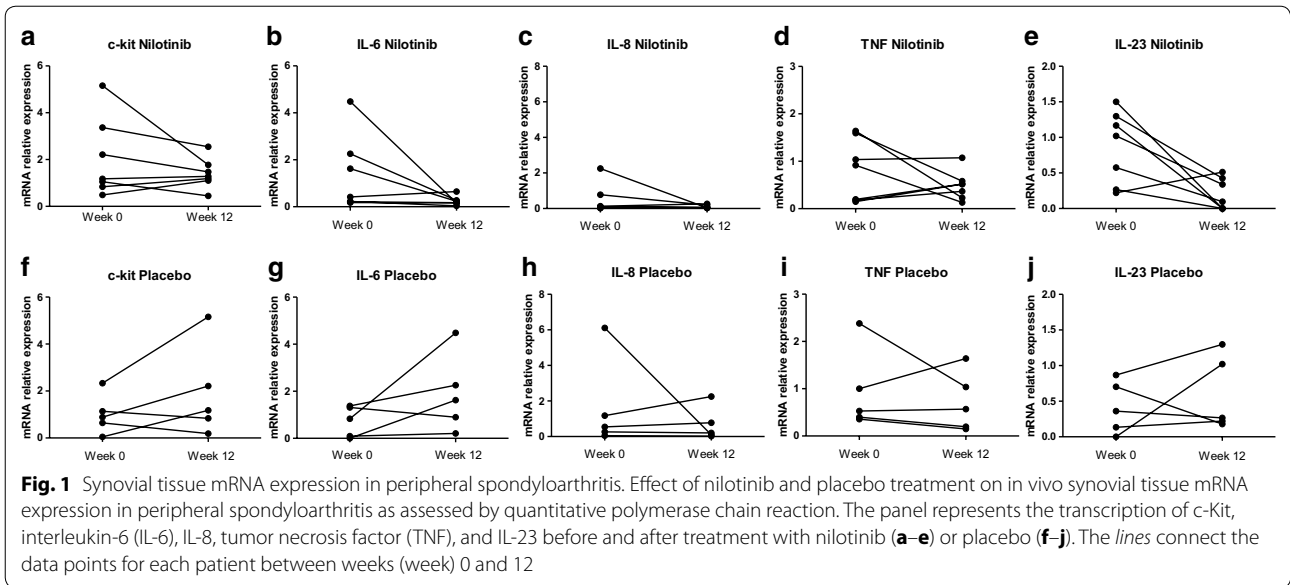 a
c-kit Nilotinib
mRNA relative expression
6
4
2
0
Week 0 Week 12
b
IL-6 Nilotinib
mRNA relative expression
6
4
2
0
Week 0 Week 12
c
IL-8 Nilotinib
mRNA relative expression
8
6
4
2
0
Week 0 Week 12
d
TNF Nilotinib
mRNA relative expression
3
2
1
0
Week 0 Week 12
e
IL-23 Nilotinib
mRNA relative expression
2.0
1.5
1.0
0.5
0.0
Week 0 Week 12
f
c-kit Placebo
mRNA relative expression
6
4
2
0
Week 0 Week 12
g
IL-6 Placebo
mRNA relative expression
6
4
2
0
Week 0 Week 12
h
IL-8 Placebo
mRNA relative expression
8
6
4
2
0
Week 0 Week 12
i
TNF Placebo
mRNA relative expression
3
2
1
0
Week 0 Week 12
j
IL-23 Placebo
mRNA relative expression
2.0
1.5
1.0
0.5
0.0
Week 0 Week 12
Fig. 1 Synovial tissue mRNA expression in peripheral spondyloarthritis. Effect of nilotinib and placebo treatment on in vivo synovial tissue mRNA
expression in peripheral spondyloarthritis as assessed by quantitative polymerase chain reaction. The panel represents the transcription of c-Kit,
interleukin-6 (IL-6), IL-8, tumor necrosis factor (TNF), and IL-23 before and after treatment with nilotinib (a–e) or placebo (f–j). The lines connect the
data points for each patient between weeks (week) 0 and 12